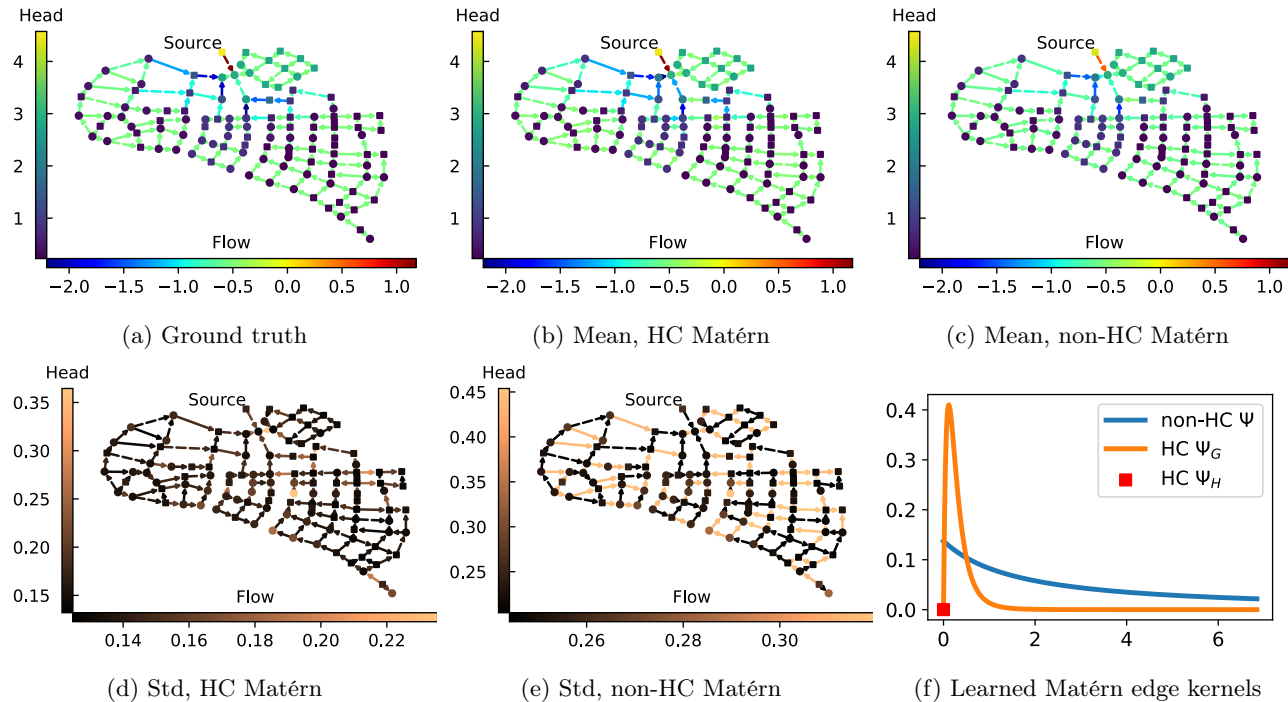 Head
Source
4
3
2
1
Flow
−2.0 −1.5 −1.0 −0.5 0.0 0.5 1.0
(a) Ground truth
Head
Source
4
3
2
1
Flow
−2.0 −1.5 −1.0 −0.5 0.0 0.5 1.0
(b) Mean, HC Matérn
Head
Source
4
3
2
1
Flow
−2.0 −1.5 −1.0 −0.5 0.0 0.5 1.0
(c) Mean, non-HC Matérn
Head
Source
0.35
0.30
0.25
0.20
0.15
Flow
0.14 0.16 0.18 0.20 0.22
(d) Std, HC Matérn
Head
Source
0.45
0.40
0.35
0.30
0.25
Flow
0.26 0.28 0.30
(e) Std, non-HC Matérn
0.4
0.3
0.2
0.1
0.0
non-HC Ψ
HC Ψ_G
HC Ψ_H
0 2 4 6
(f) Learned Matérn edge kernels